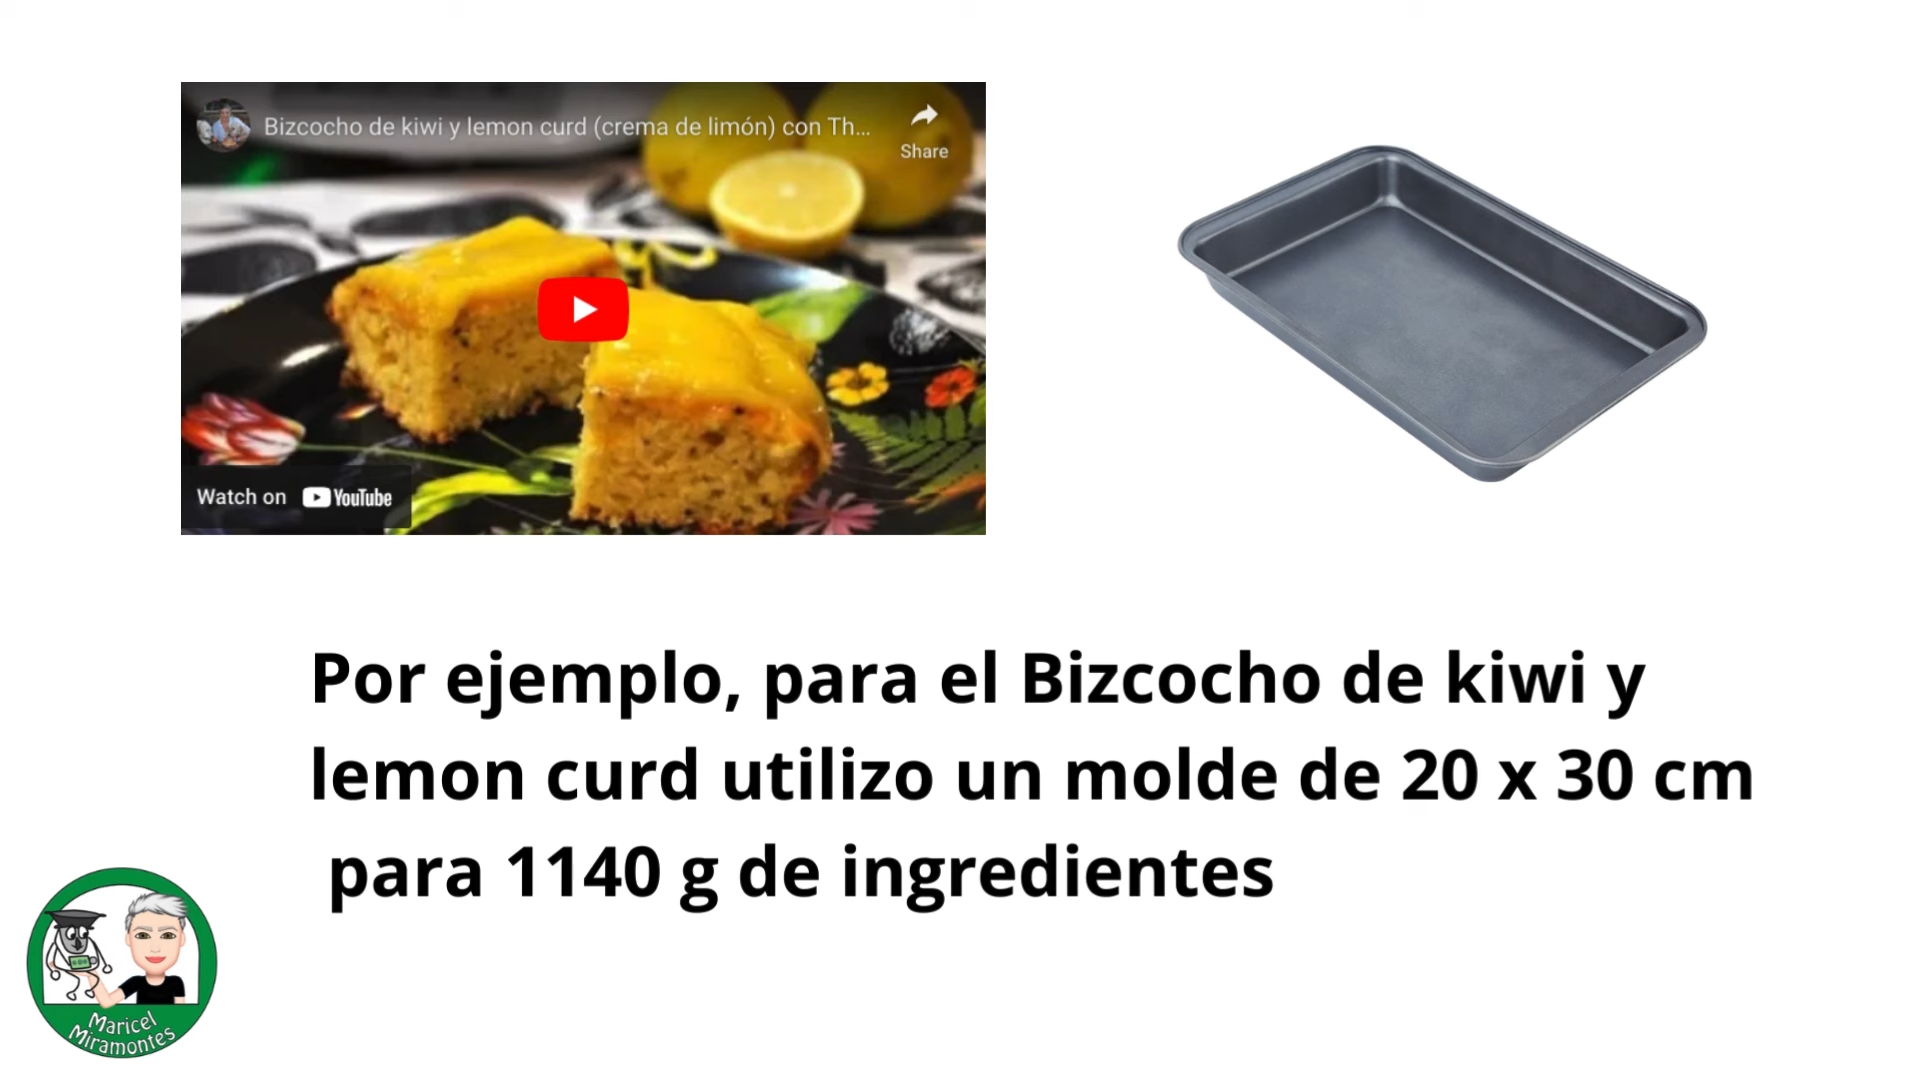 Bizcocho de kiwi y lemon curd (crema de limón) con Th...
Share
Watch on YouTube
Por ejemplo, para el Bizcocho de kiwi y
lemon curd utilizo un molde de 20 x 30 cm
para 1140 g de ingredientes
Maricel
Miramontes